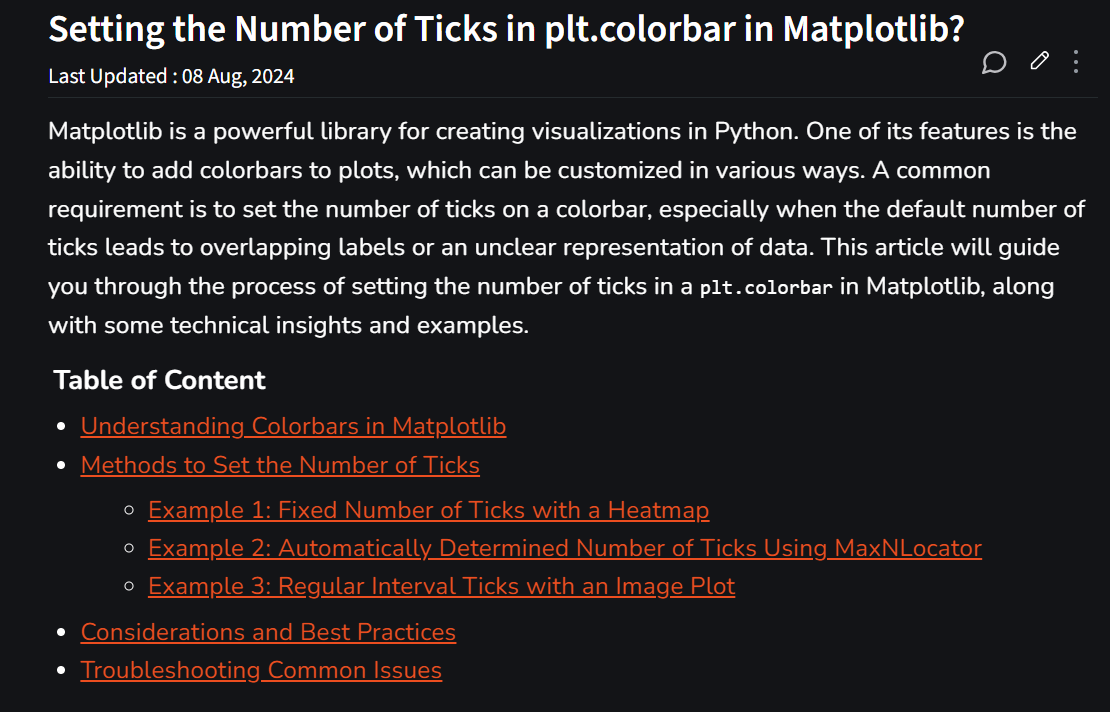 Setting the Number of Ticks in plt.colorbar in Matplotlib?
Last Updated : 08 Aug, 2024
Matplotlib is a powerful library for creating visualizations in Python. One of its features is the
ability to add colorbars to plots, which can be customized in various ways. A common
requirement is to set the number of ticks on a colorbar, especially when the default number of
ticks leads to overlapping labels or an unclear representation of data. This article will guide
you through the process of setting the number of ticks in a plt.colorbar in Matplotlib, along
with some technical insights and examples.
Table of Content
Understanding Colorbars in Matplotlib
Methods to Set the Number of Ticks
Example 1: Fixed Number of Ticks with a Heatmap
Example 2: Automatically Determined Number of Ticks Using MaxNLocator
Example 3: Regular Interval Ticks with an Image Plot
Considerations and Best Practices
Troubleshooting Common Issues